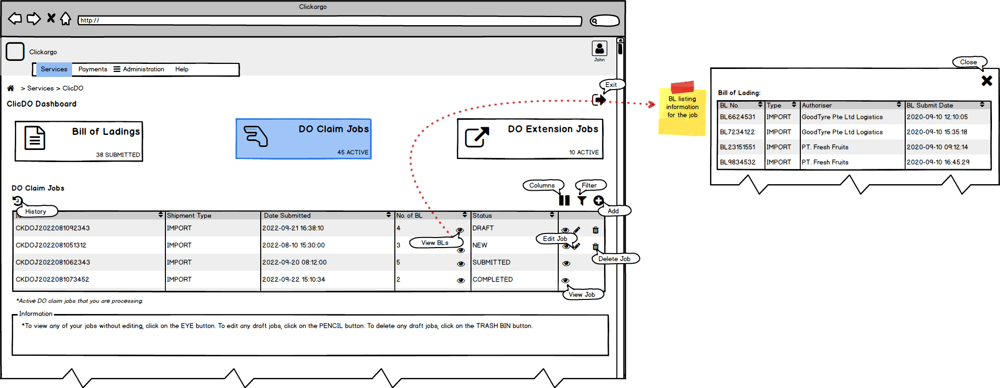 Clickargo
http://
Clickargo
John
Services Payments Administration Help
> Services > ClicDO
Exit
ClicDO Dashboard
Bill of Ladings
38 SUBMITTED
DO Claim Jobs
45 ACTIVE
DO Extension Jobs
10 ACTIVE
DO Claim Jobs
Columns Filter
History
Add
Shipment Type Date Submitted No. of BL Status
CKDOJ2022081092343 IMPORT 2022-09-21 16:38:10 4 DRAFT
View BLs
Edit Job
CKDOJ2022081051312 IMPORT 2022-08-10 15:30:00 3 NEW
Delete Job
CKDOJ2022081062343 IMPORT 2022-09-20 08:12:00 5 SUBMITTED
CKDOJ2022081073452 IMPORT 2022-09-22 15:10:34 2 COMPLETED
View Job
*Active DO claim jobs that you are processing.
Information
*To view any of your jobs without editing, click on the EYE button. To edit any draft jobs, click on the PENCIL button. To delete any draft jobs, click on the TRASH BIN button.
BL listing
information
for the job
Close
Bill of Lading:
BL No. Type Authoriser BL Submit Date
BL6624531 IMPORT GoodTyre Pte Ltd Logistics 2020-09-10 12:10:05
BL7234122 IMPORT GoodTyre Pte Ltd Logistics 2020-09-10 15:35:18
BL23151551 IMPORT PT. Fresh Fruits 2020-09-10 09:12:14
BL9834532 IMPORT PT. Fresh Fruits 2020-09-10 16:45:29